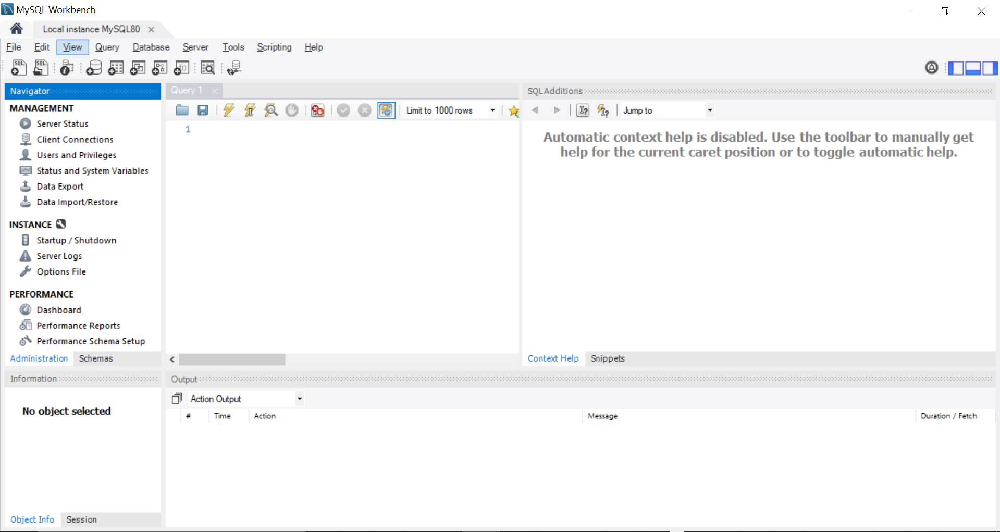 MySQL Workbench
Local instance MySQL80
File Edit View Query Database Server Tools Scripting Help
Navigator
MANAGEMENT
Server Status
Client Connections
Users and Privileges
Status and System Variables
Data Export
Data Import/Restore
INSTANCE
Startup / Shutdown
Server Logs
Options File
PERFORMANCE
Dashboard
Performance Reports
Performance Schema Setup
Administration Schemas
Query 1
Limit to 1000 rows
1
SQLAdditions
Jump to
Automatic context help is disabled. Use the toolbar to manually get
help for the current caret position or to toggle automatic help.
Context Help Snippets
Information
No object selected
Object Info Session
Output
Action Output
# Time Action Message Duration / Fetch